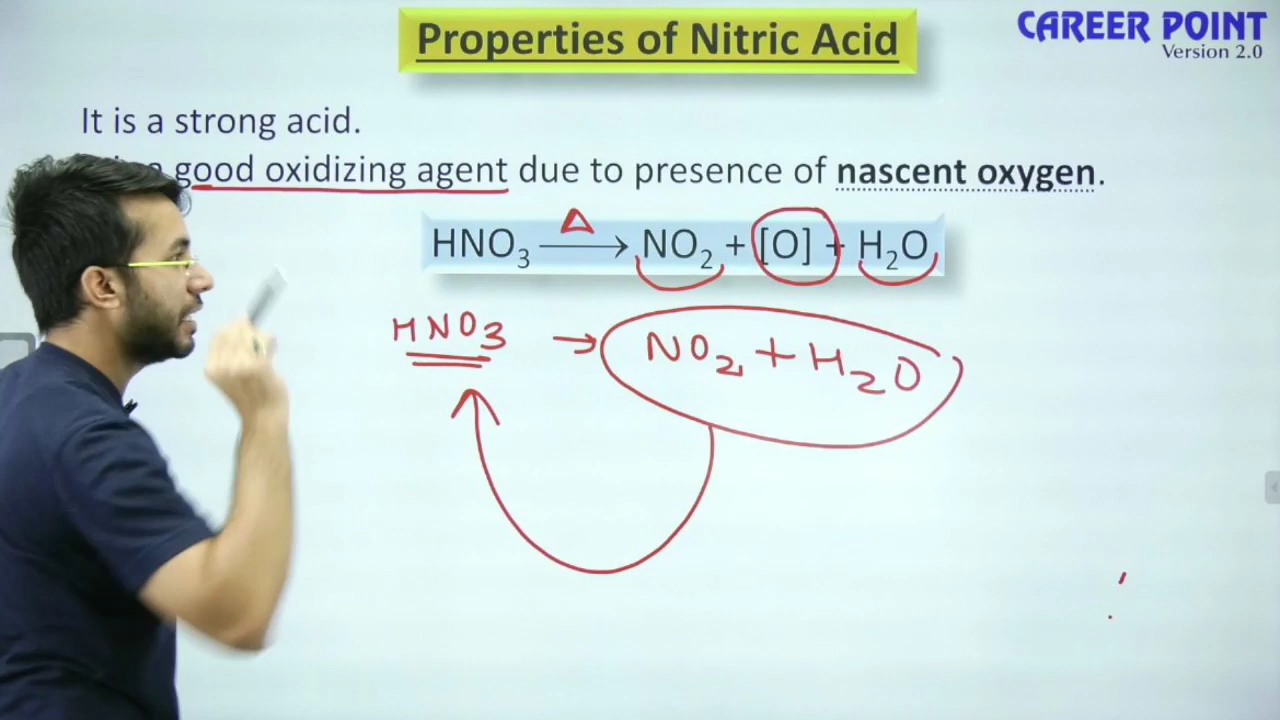 Properties of Nitric Acid
CAREER POINT
Version 2.0
It is a strong acid.
good oxidizing agent due to presence of nascent oxygen.
HNO₃ —Δ→ NO₂ + [O] + H₂O
HNO₃ → NO₂ + H₂O